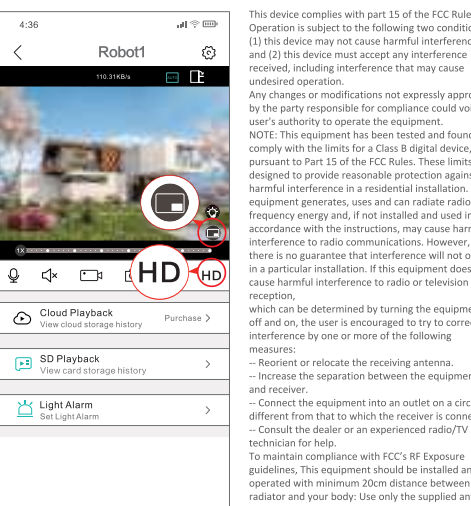 4:36
Robot1
110.31KB/s
AUTO
1X
HD
HD
Cloud Playback
View cloud storage history
Purchase
SD Playback
View card storage history
Light Alarm
Set Light Alarm
This device complies with part 15 of the FCC Rule
Operation is subject to the following two conditio
(1) this device may not cause harmful interferenc
and (2) this device must accept any interference
received, including interference that may cause
undesired operation.
Any changes or modifications not expressly appro
by the party responsible for compliance could voi
user's authority to operate the equipment.
NOTE: This equipment has been tested and found
comply with the limits for a Class B digital device,
pursuant to Part 15 of the FCC Rules. These limits
designed to provide reasonable protection agains
harmful interference in a residential installation.
equipment generates, uses and can radiate radio
frequency energy and, if not installed and used in
accordance with the instructions, may cause harm
interference to radio communications. However,
there is no guarantee that interference will not o
in a particular installation. If this equipment does
cause harmful interference to radio or television
reception,
which can be determined by turning the equipme
off and on, the user is encouraged to try to correc
interference by one or more of the following
measures:
-- Reorient or relocate the receiving antenna.
-- Increase the separation between the equipmen
and receiver.
-- Connect the equipment into an outlet on a circ
different from that to which the receiver is conne
-- Consult the dealer or an experienced radio/TV
technician for help.
To maintain compliance with FCC's RF Exposure
guidelines, This equipment should be installed an
operated with minimum 20cm distance between
radiator and your body: Use only the supplied an